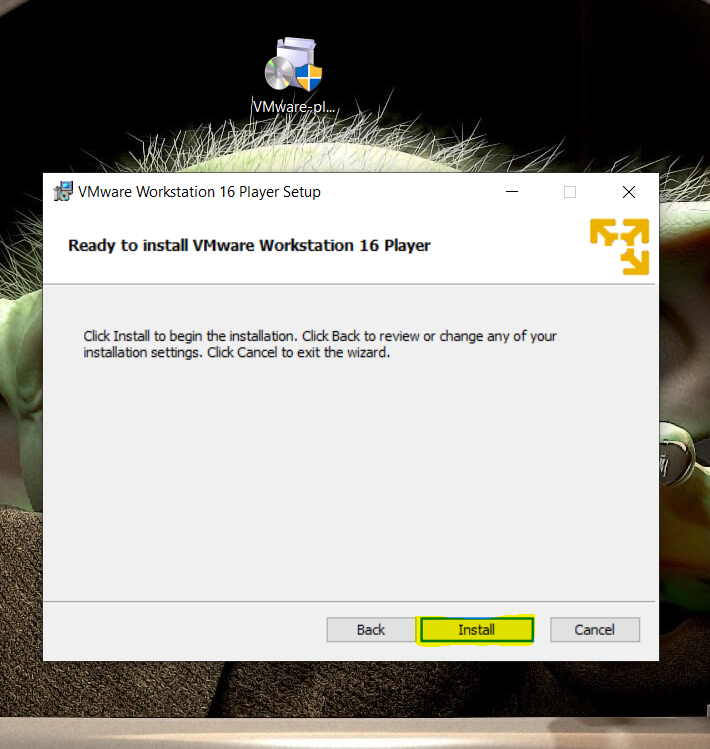 VMware-pl...
VMware Workstation 16 Player Setup
Ready to install VMware Workstation 16 Player
Click Install to begin the installation. Click Back to review or change any of your
installation settings. Click Cancel to exit the wizard.
Back
Install
Cancel